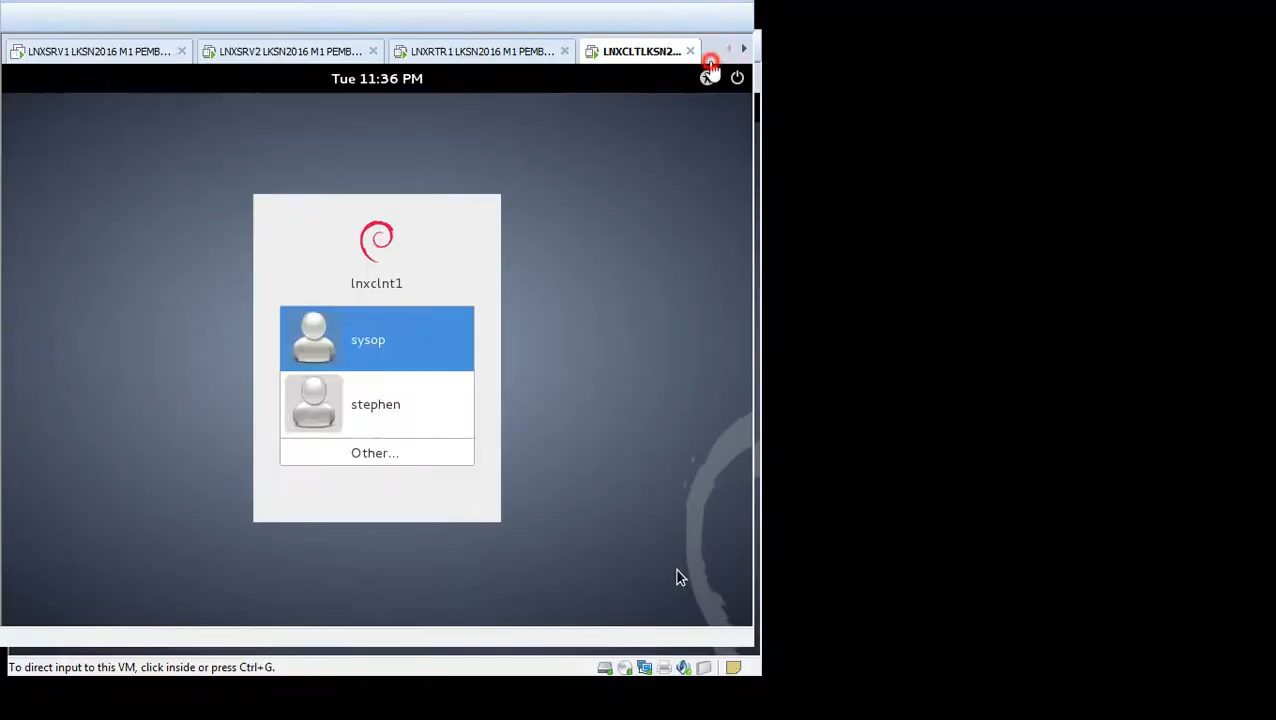 LNXSRV1 LKSN2016 M1 PEMB... LNXSRV2 LKSN2016 M1 PEMB... LNXRTR1 LKSN2016 M1 PEMB... LNXCLTLKSN2...
Tue 11:36 PM
lnxclnt1
sysop
stephen
Other...
To direct input to this VM, click inside or press Ctrl+G.